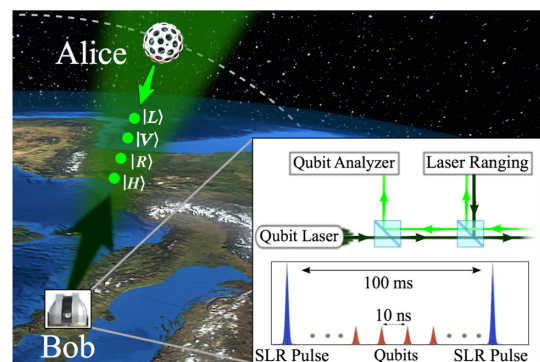 Alice
|L⟩
|V⟩
|R⟩
|H⟩
Bob
Qubit Analyzer
Laser Ranging
Qubit Laser
100 ms
10 ns
SLR Pulse
Qubits
SLR Pulse